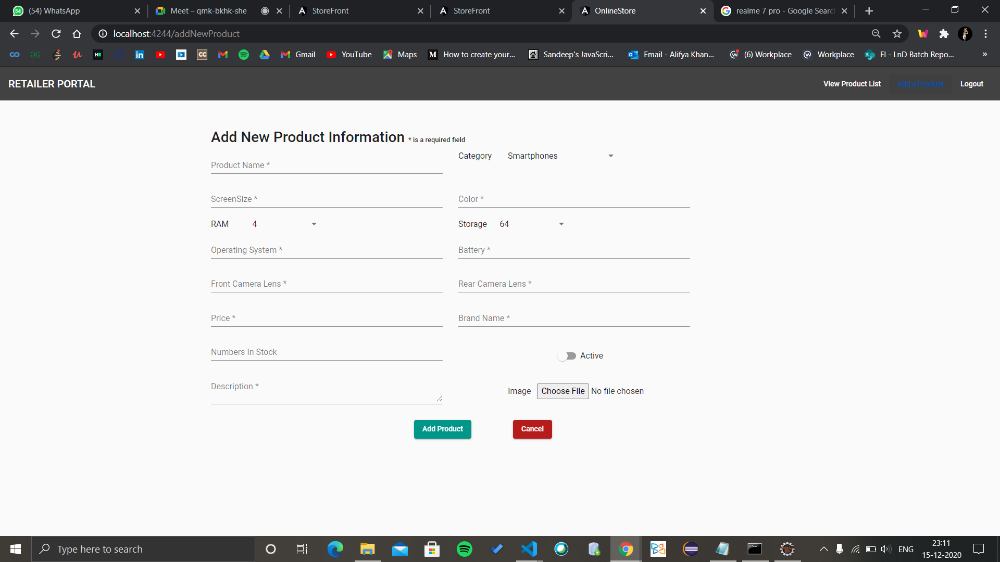 54 (54) WhatsApp
Meet – qmk-bkhk-she
StoreFront
StoreFront
OnlineStore
realme 7 pro - Google Search
localhost:4244/addNewProduct
Gmail
YouTube
Maps
How to create your...
Sandeep's JavaScri...
Email - Alifya Khan...
(6) Workplace
Workplace
FI - LnD Batch Repo...
»
RETAILER PORTAL
View Product List
Add a Product
Logout
Add New Product Information * is a required field
Product Name *
Category Smartphones
ScreenSize *
Color *
RAM 4
Storage 64
Operating System *
Battery *
Front Camera Lens *
Rear Camera Lens *
Price *
Brand Name *
Numbers In Stock
Active
Description *
Image Choose File No file chosen
Add Product
Cancel
Type here to search
ENG
23:11
15-12-2020